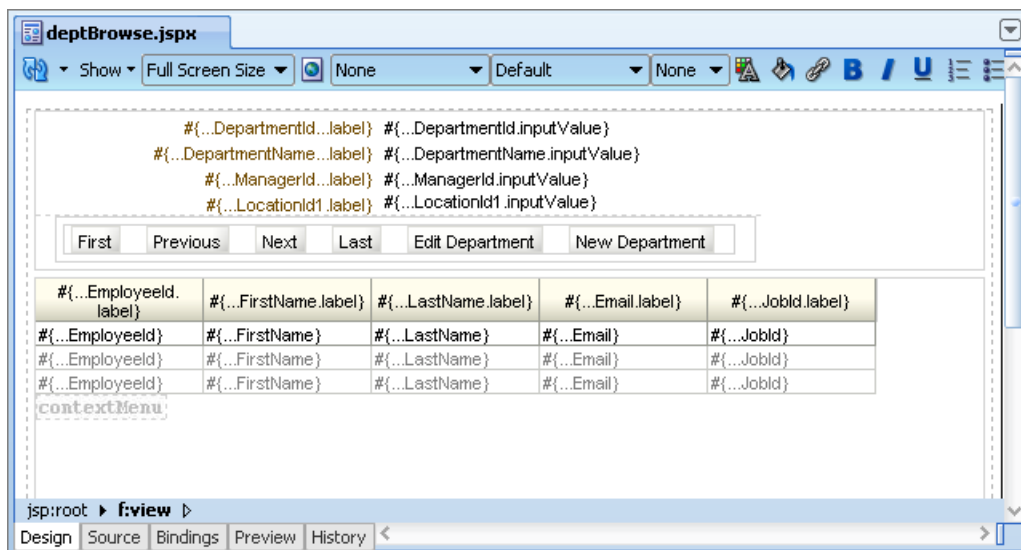 deptBrowse.jspx
Show Full Screen Size None Default None B I U
#{...DepartmentId...label} #{...DepartmentId.inputValue}
#{...DepartmentName...label} #{...DepartmentName.inputValue}
#{...ManagerId...label} #{...ManagerId.inputValue}
#{...LocationId1.label} #{...LocationId1.inputValue}
First Previous Next Last Edit Department New Department
#{...EmployeeId.
label} #{...FirstName.label} #{...LastName.label} #{...Email.label} #{...JobId.label}
#{...EmployeeId} #{...FirstName} #{...LastName} #{...Email} #{...JobId}
#{...EmployeeId} #{...FirstName} #{...LastName} #{...Email} #{...JobId}
#{...EmployeeId} #{...FirstName} #{...LastName} #{...Email} #{...JobId}
contextMenu
jsp:root f:view
Design Source Bindings Preview History